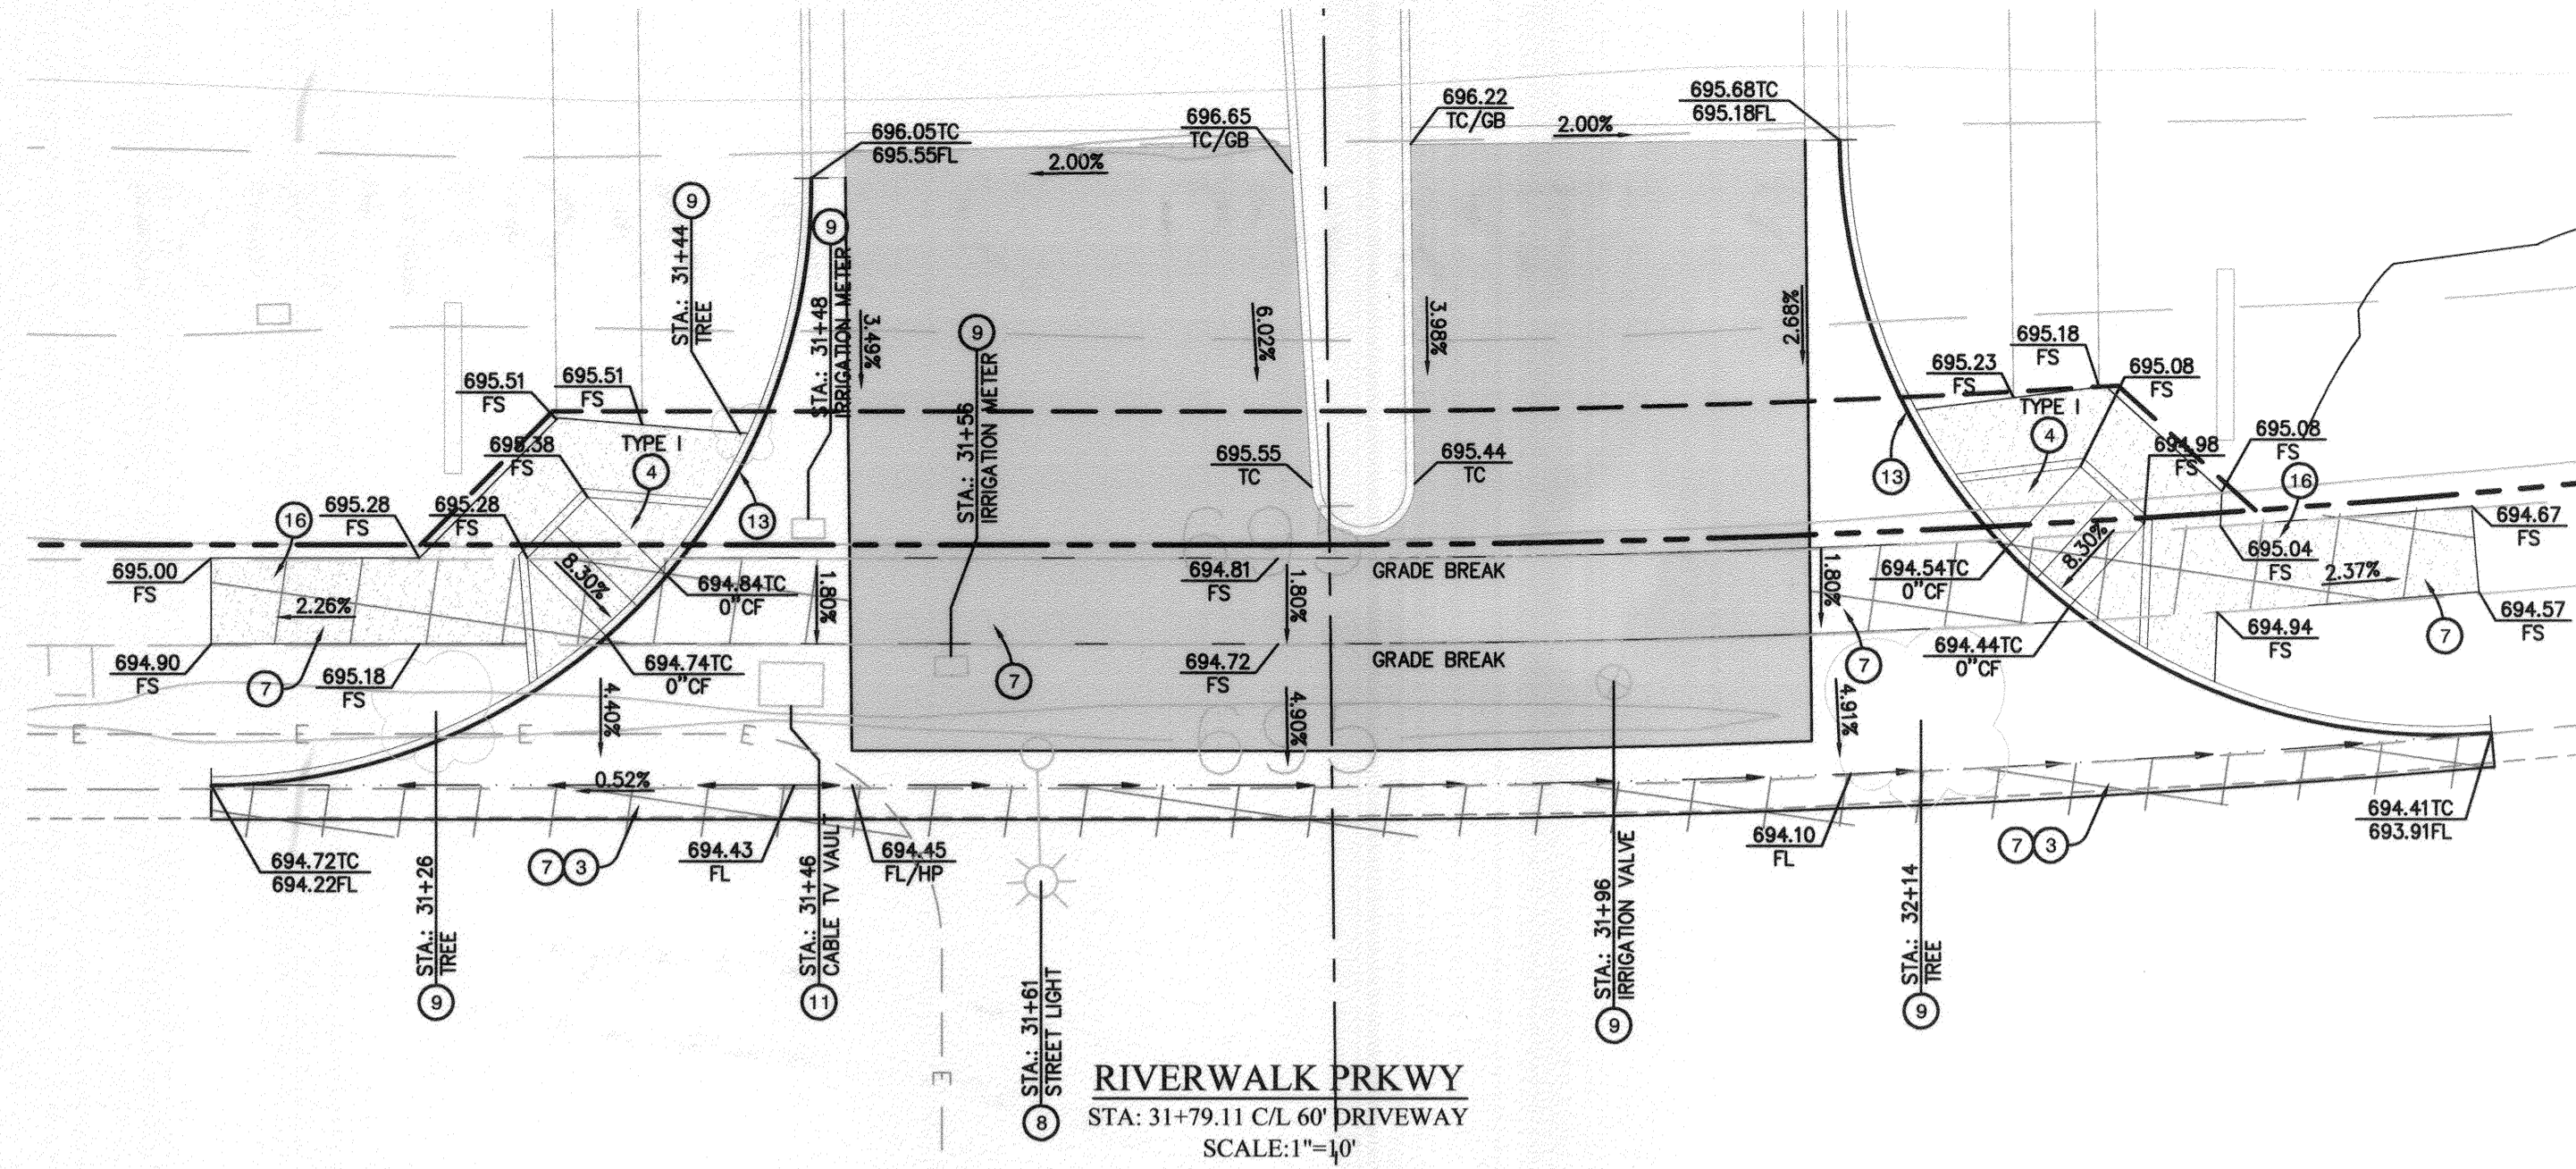 696.05TC
695.55FL
2.00%
696.65
TC/GB
696.22
TC/GB
2.00%
695.68TC
695.18FL
9
STA.: 31+44
TREE
9
STA.: 31+48
IRRIGATION METER
3.49%
9
STA.: 31+56
IRRIGATION METER
6.02%
3.98%
2.68%
695.51
FS
695.51
FS
TYPE I
4
695.38
FS
695.23
FS
695.18
FS
695.08
FS
TYPE I
4
694.98
FS
695.08
FS
16
695.28
FS
695.28
FS
13
695.55
TC
695.44
TC
13
16
694.67
FS
695.00
FS
2.26%
8.30%
694.84TC
0"CF
1.80%
694.81
FS
1.80%
GRADE BREAK
1.80%
694.54TC
0"CF
8.30%
695.04
FS
2.37%
694.57
FS
694.90
FS
7
695.18
FS
694.74TC
0"CF
7
694.72
FS
GRADE BREAK
7
694.44TC
0"CF
694.94
FS
7
E
E
E
E
4.40%
4.90%
4.91%
69
0.52%
694.72TC
694.22FL
7
3
694.43
FL
694.45
FL/HP
694.10
FL
7
3
694.41TC
693.91FL
STA.: 31+26
TREE
9
STA.: 31+46
CABLE TV VAULT
11
STA.: 31+61
STREET LIGHT
8
E
STA.: 31+96
IRRIGATION VALVE
9
STA.: 32+14
TREE
9
RIVERWALK PRKWY
STA: 31+79.11 C/L 60' DRIVEWAY
SCALE:1"=10'